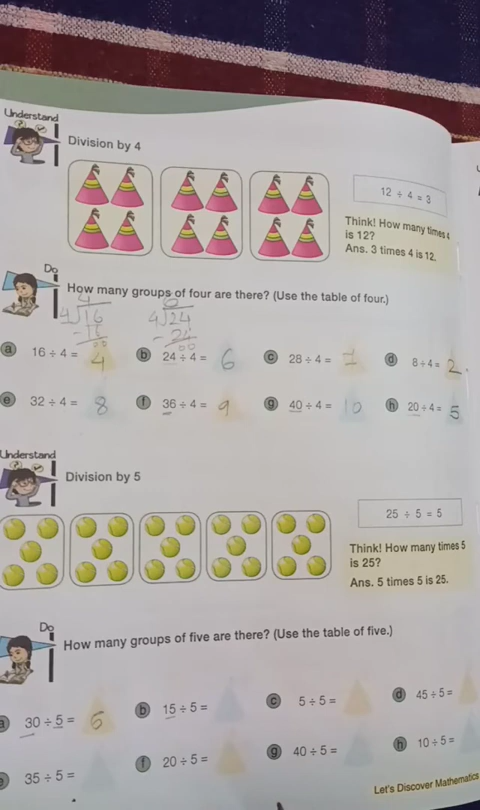 Understand
Division by 4
12 ÷ 4 = 3
Think! How many times 4
is 12?
Ans. 3 times 4 is 12.
Do
How many groups of four are there? (Use the table of four.)
4
4)16
-16
00
6
4)24
-24
00
a 16 ÷ 4 = 4 b 24 ÷ 4 = 6 c 28 ÷ 4 = 7 d 8 ÷ 4 = 2
e 32 ÷ 4 = 8 f 36 ÷ 4 = 9 g 40 ÷ 4 = 10 h 20 ÷ 4 = 5
Understand
Division by 5
25 ÷ 5 = 5
Think! How many times 5
is 25?
Ans. 5 times 5 is 25.
Do
How many groups of five are there? (Use the table of five.)
a 30 ÷ 5 = 6 b 15 ÷ 5 = c 5 ÷ 5 = d 45 ÷ 5 =
e 35 ÷ 5 = f 20 ÷ 5 = g 40 ÷ 5 = h 10 ÷ 5 =
Let's Discover Mathematics